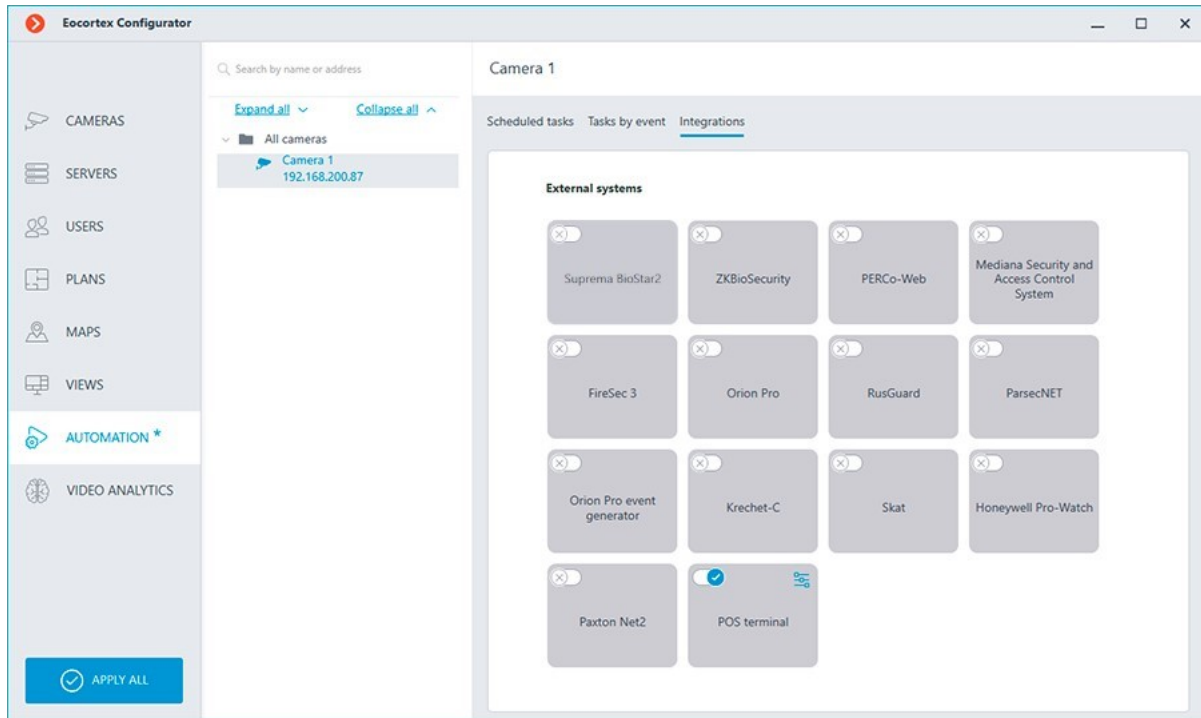 Eocortex Configurator
Search by name or address
Expand all
Collapse all
All cameras
Camera 1
192.168.200.87
CAMERAS
SERVERS
USERS
PLANS
MAPS
VIEWS
AUTOMATION *
VIDEO ANALYTICS
APPLY ALL
Camera 1
Scheduled tasks
Tasks by event
Integrations
External systems
Suprema BioStar2
ZKBioSecurity
PERCo-Web
Mediana Security and
Access Control
System
FireSec 3
Orion Pro
RusGuard
ParsecNET
Orion Pro event
generator
Krechet-C
Skat
Honeywell Pro-Watch
Paxton Net2
POS terminal